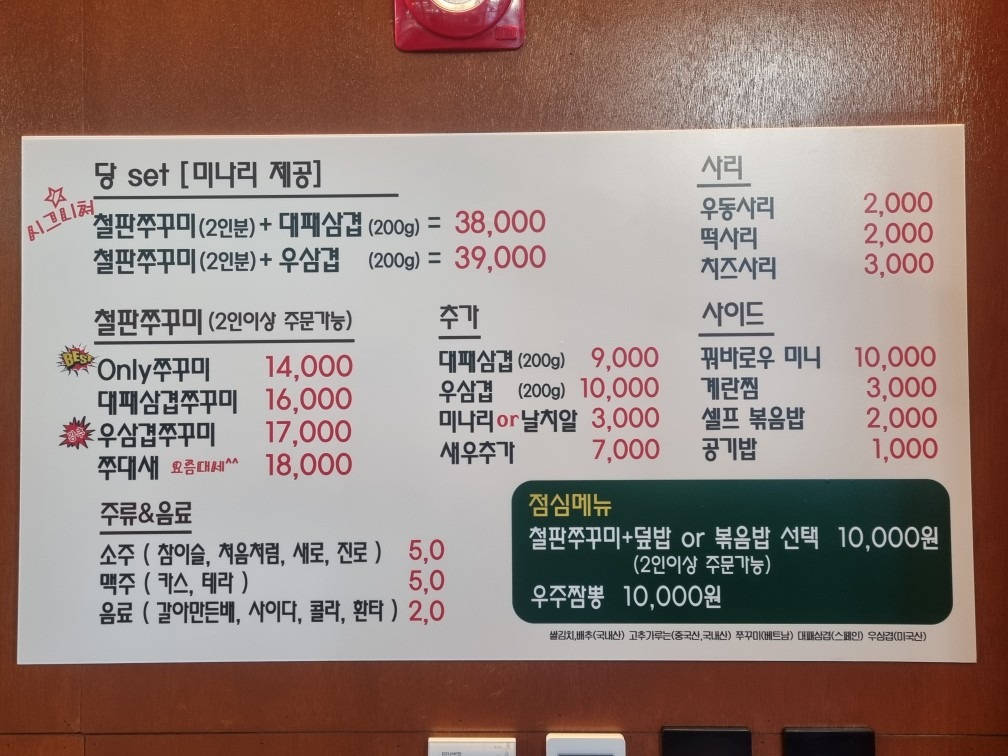 당 set [미나리 제공]
시그니쳐
철판쭈꾸미(2인분)+ 대패삼겹 (200g) = 38,000
철판쭈꾸미(2인분)+ 우삼겹 (200g) = 39,000
철판쭈꾸미 (2인이상 주문가능)
BEST
Only쭈꾸미 14,000
대패삼겹쭈꾸미 16,000
우삼겹쭈꾸미 17,000
쭈대새 요즘대세^^ 18,000
주류&음료
소주 ( 참이슬, 처음처럼, 새로, 진로 ) 5,0
맥주 ( 카스, 테라 ) 5,0
음료 ( 갈아만든배, 사이다, 콜라, 환타 ) 2,0
추가
대패삼겹 (200g) 9,000
우삼겹 (200g) 10,000
미나리or날치알 3,000
새우추가 7,000
사리
우동사리 2,000
떡사리 2,000
치즈사리 3,000
사이드
꿔바로우 미니 10,000
계란찜 3,000
셀프 볶음밥 2,000
공기밥 1,000
점심메뉴
철판쭈꾸미+덮밥 or 볶음밥 선택 10,000원
(2인이상 주문가능)
우주짬뽕 10,000원
쌀김치,배추(국내산) 고추가루는(중국산,국내산) 쭈꾸미(베트남) 대패삼겹(스페인) 우삼겹(미국산)